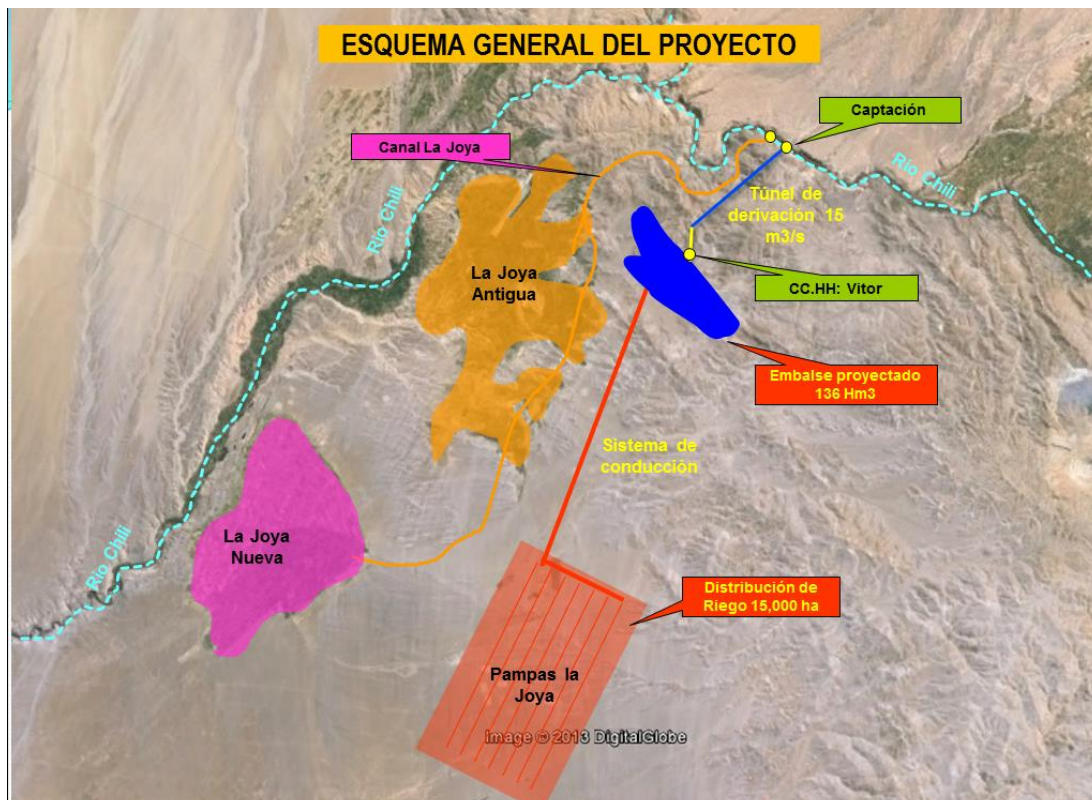 ESQUEMA GENERAL DEL PROYECTO
Captación
Canal La Joya
Río Chili
Túnel de
derivación 15
m3/s
Río Chili
La Joya
Antigua
CC.HH: Vitor
Embalse proyectado
136 Hm3
Sistema de
conducción
La Joya
Nueva
Río Chili
Distribución de
Riego 15,000 ha
Pampas la
Joya
Image © 2013 DigitalGlobe